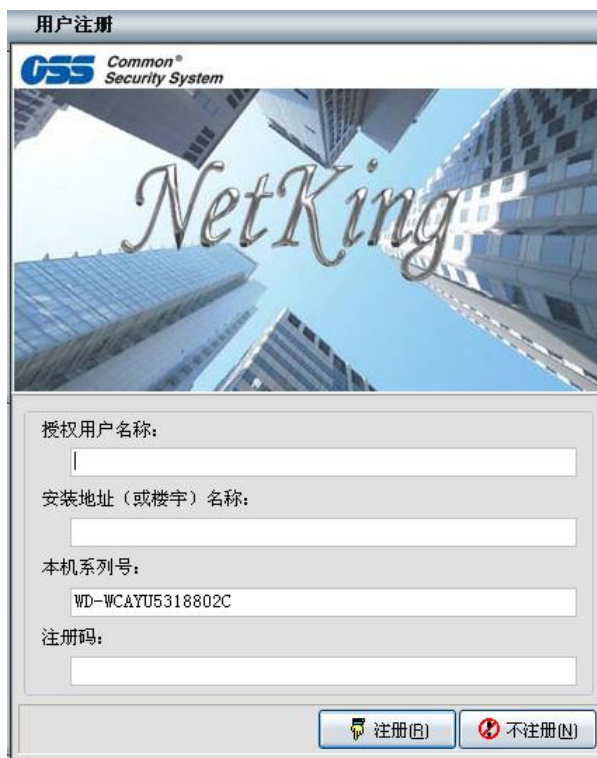 用户注册
CSS Common®
Security System
NetKing
授权用户名称：
安装地址（或楼宇）名称：
本机系列号：
WD-WCAYU5318802C
注册码：
注册(R) 不注册(N)